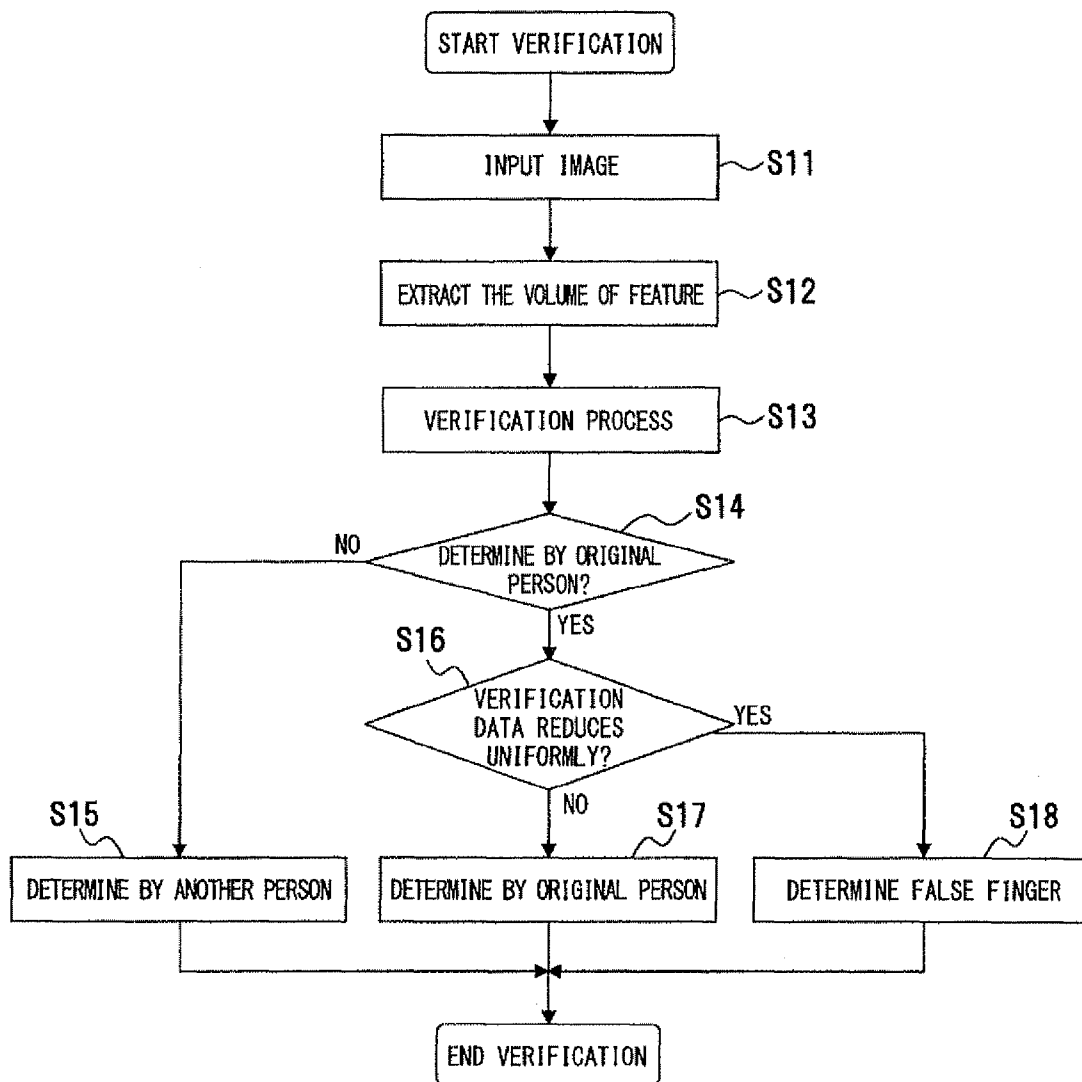 START VERIFICATION
INPUT IMAGE
S11
EXTRACT THE VOLUME OF FEATURE
S12
VERIFICATION PROCESS
S13
S14
NO
DETERMINE BY ORIGINAL
PERSON?
YES
S16
VERIFICATION
DATA REDUCES
UNIFORMLY?
YES
NO
S15
S17
S18
DETERMINE BY ANOTHER PERSON
DETERMINE BY ORIGINAL PERSON
DETERMINE FALSE FINGER
END VERIFICATION